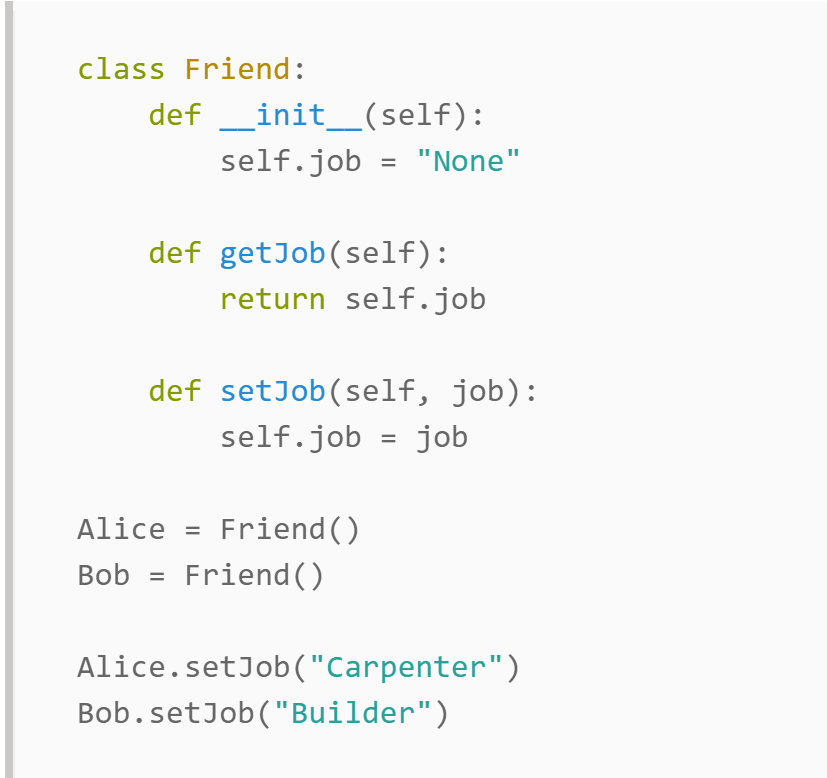 class Friend:
    def __init__(self):
        self.job = "None"

    def getJob(self):
        return self.job

    def setJob(self, job):
        self.job = job

Alice = Friend()
Bob = Friend()

Alice.setJob("Carpenter")
Bob.setJob("Builder")